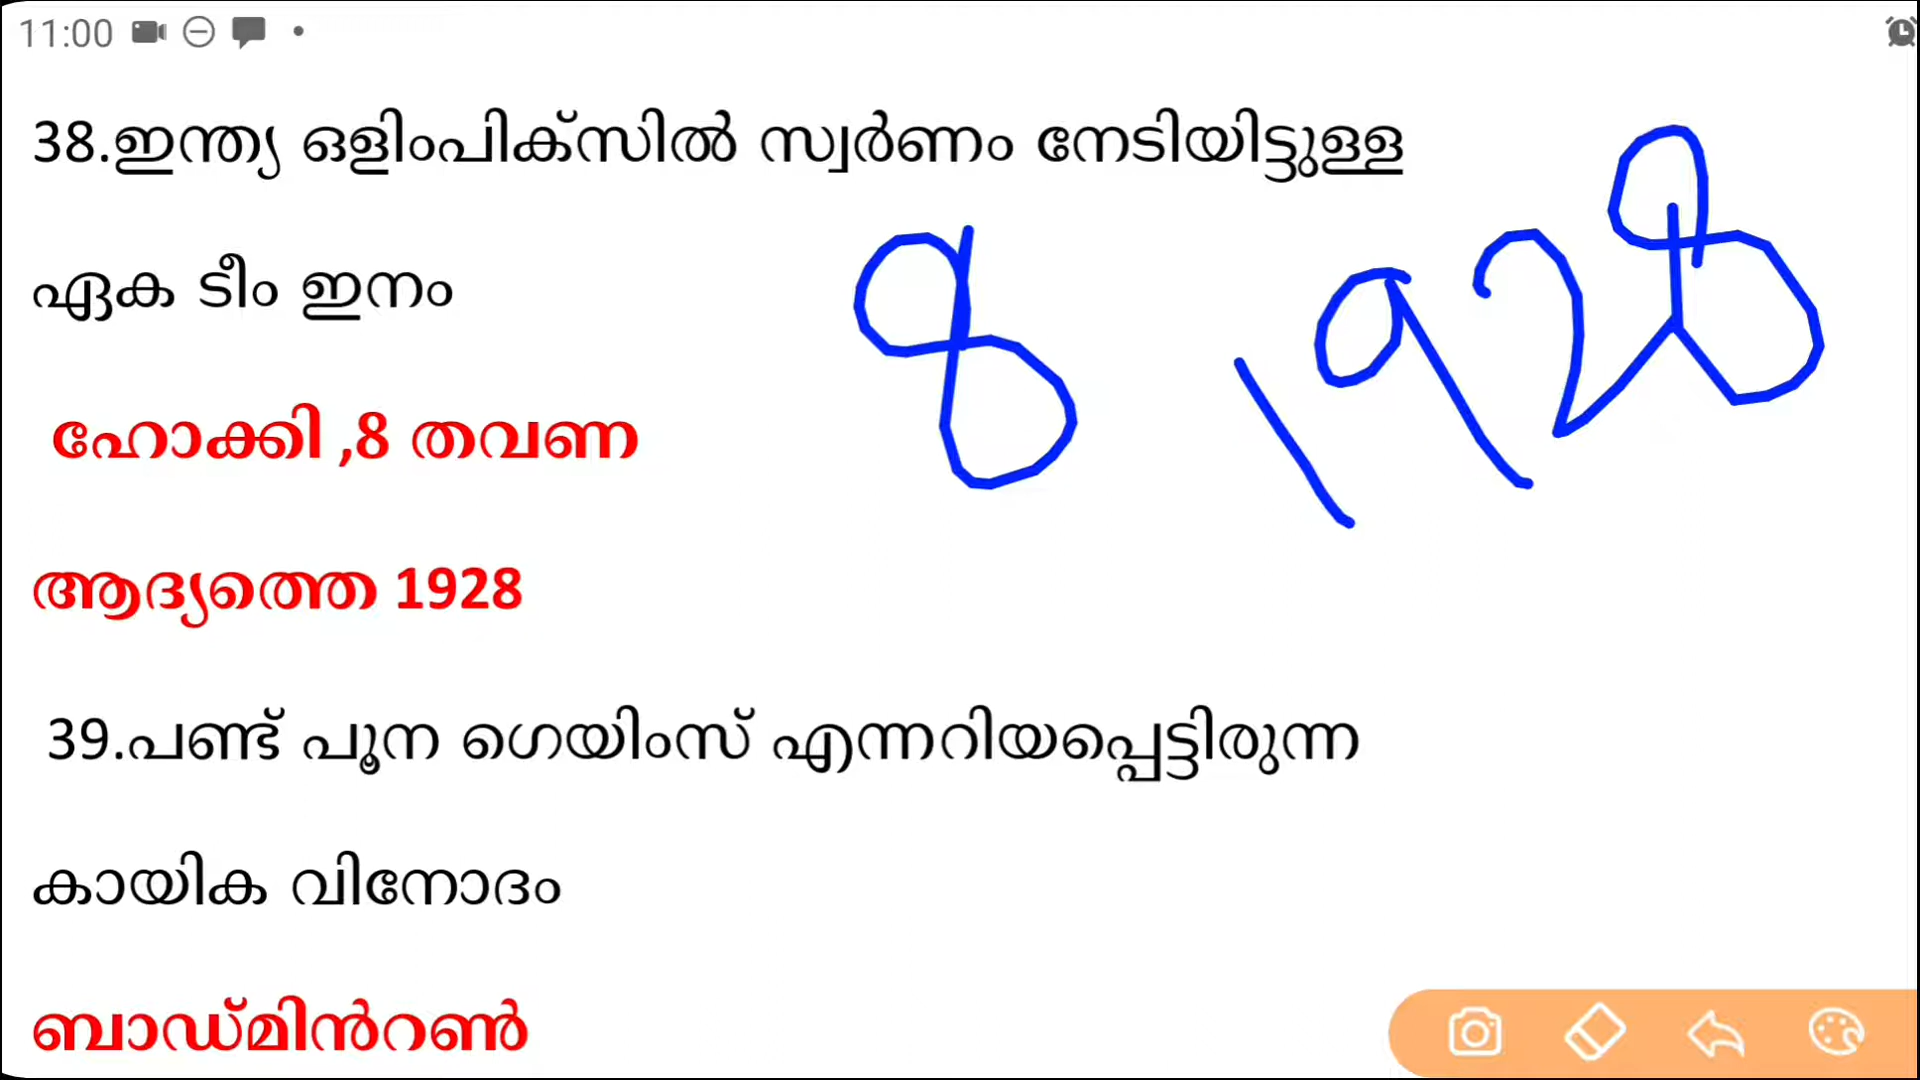 11:00
38.ഇന്ത്യ ഒളിംപിക്സിൽ സ്വർണം നേടിയിട്ടുള്ള
ഏക ടീം ഇനം
8 1928
ഹോക്കി ,8 തവണ
ആദ്യത്തെ 1928
39.പണ്ട് പൂന ഗെയിംസ് എന്നറിയപ്പെട്ടിരുന്ന
കായിക വിനോദം
ബാഡ്മിൻറൺ